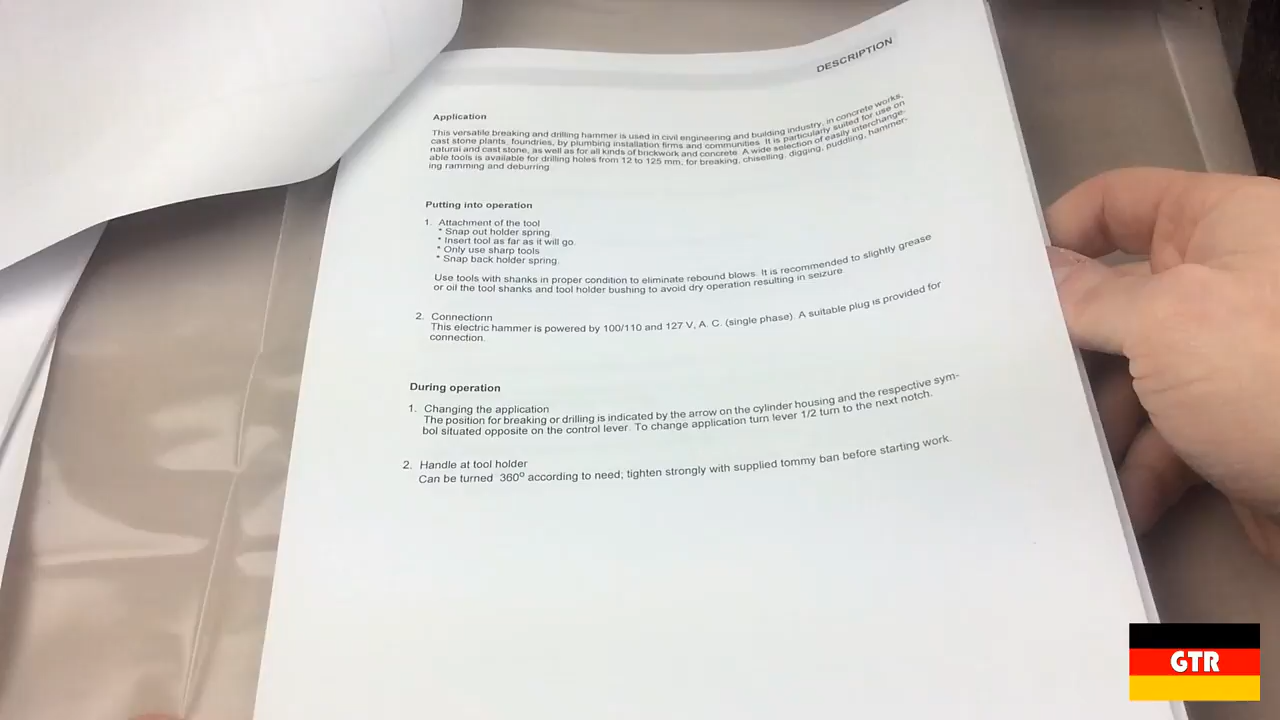 DESCRIPTION
Application
This versatile breaking and drilling hammer is used in civil engineering and building industry, in concrete works,
cast stone plants, foundries, by plumbing installation firms and communities. It is particularly suited for use on
natural and cast stone, as well as for all kinds of brickwork and concrete. A wide selection of easily interchange-
able tools is available for drilling holes from 12 to 125 mm, for breaking, chiselling, digging, puddling, hammer-
ing ramming and deburring
Putting into operation
1. Attachment of the tool
* Snap out holder spring.
* Insert tool as far as it will go.
* Only use sharp tools
* Snap back holder spring.
Use tools with shanks in proper condition to eliminate rebound blows. It is recommended to slightly grease
or oil the tool shanks and tool holder bushing to avoid dry operation resulting in seizure
2. Connectionn
This electric hammer is powered by 100/110 and 127 V, A. C. (single phase). A suitable plug is provided for
connection.
During operation
1. Changing the application
The position for breaking or drilling is indicated by the arrow on the cylinder housing and the respective sym-
bol situated opposite on the control lever. To change application turn lever 1/2 turn to the next notch.
2. Handle at tool holder
Can be turned 360º according to need; tighten strongly with supplied tommy ban before starting work.
GTR